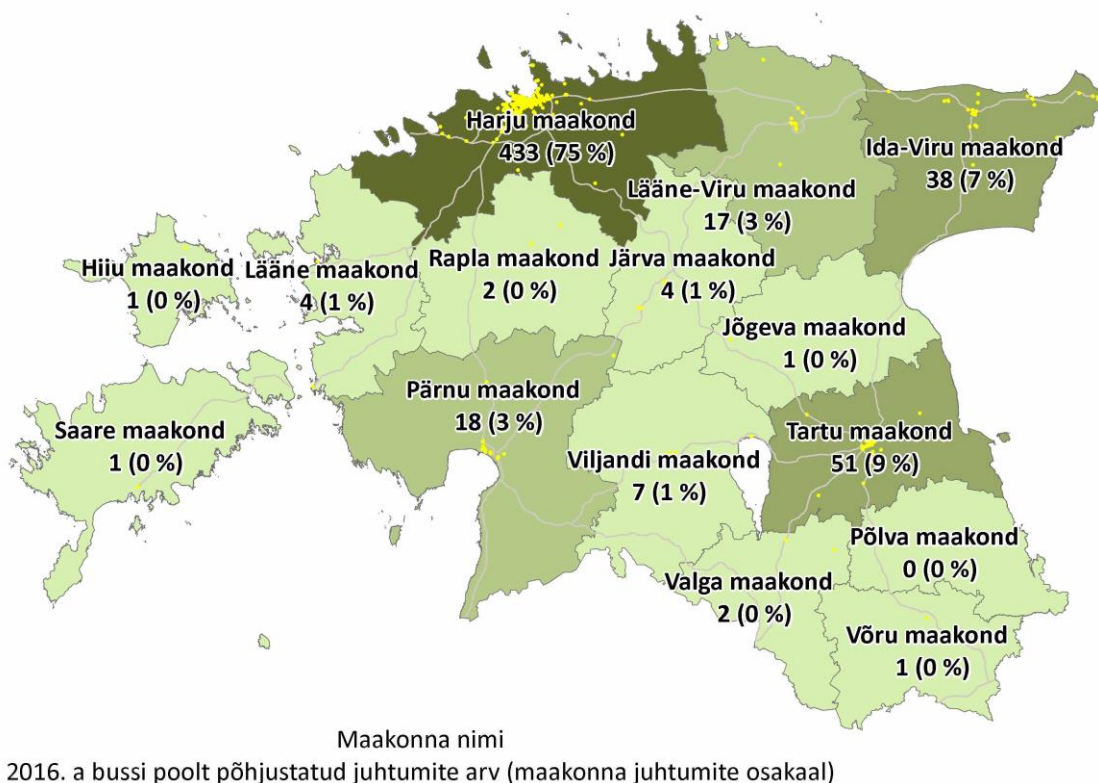 Harju maakond
433 (75 %)
Ida-Viru maakond
38 (7 %)
Lääne-Viru maakond
17 (3 %)
Hiiu maakond
1 (0 %)
Lääne maakond
4 (1 %)
Rapla maakond
2 (0 %)
Järva maakond
4 (1 %)
Jõgeva maakond
1 (0 %)
Pärnu maakond
18 (3 %)
Saare maakond
1 (0 %)
Viljandi maakond
7 (1 %)
Tartu maakond
51 (9 %)
Põlva maakond
0 (0 %)
Valga maakond
2 (0 %)
Võru maakond
1 (0 %)
Maakonna nimi
2016. a bussi poolt põhjustatud juhtumite arv (maakonna juhtumite osakaal)